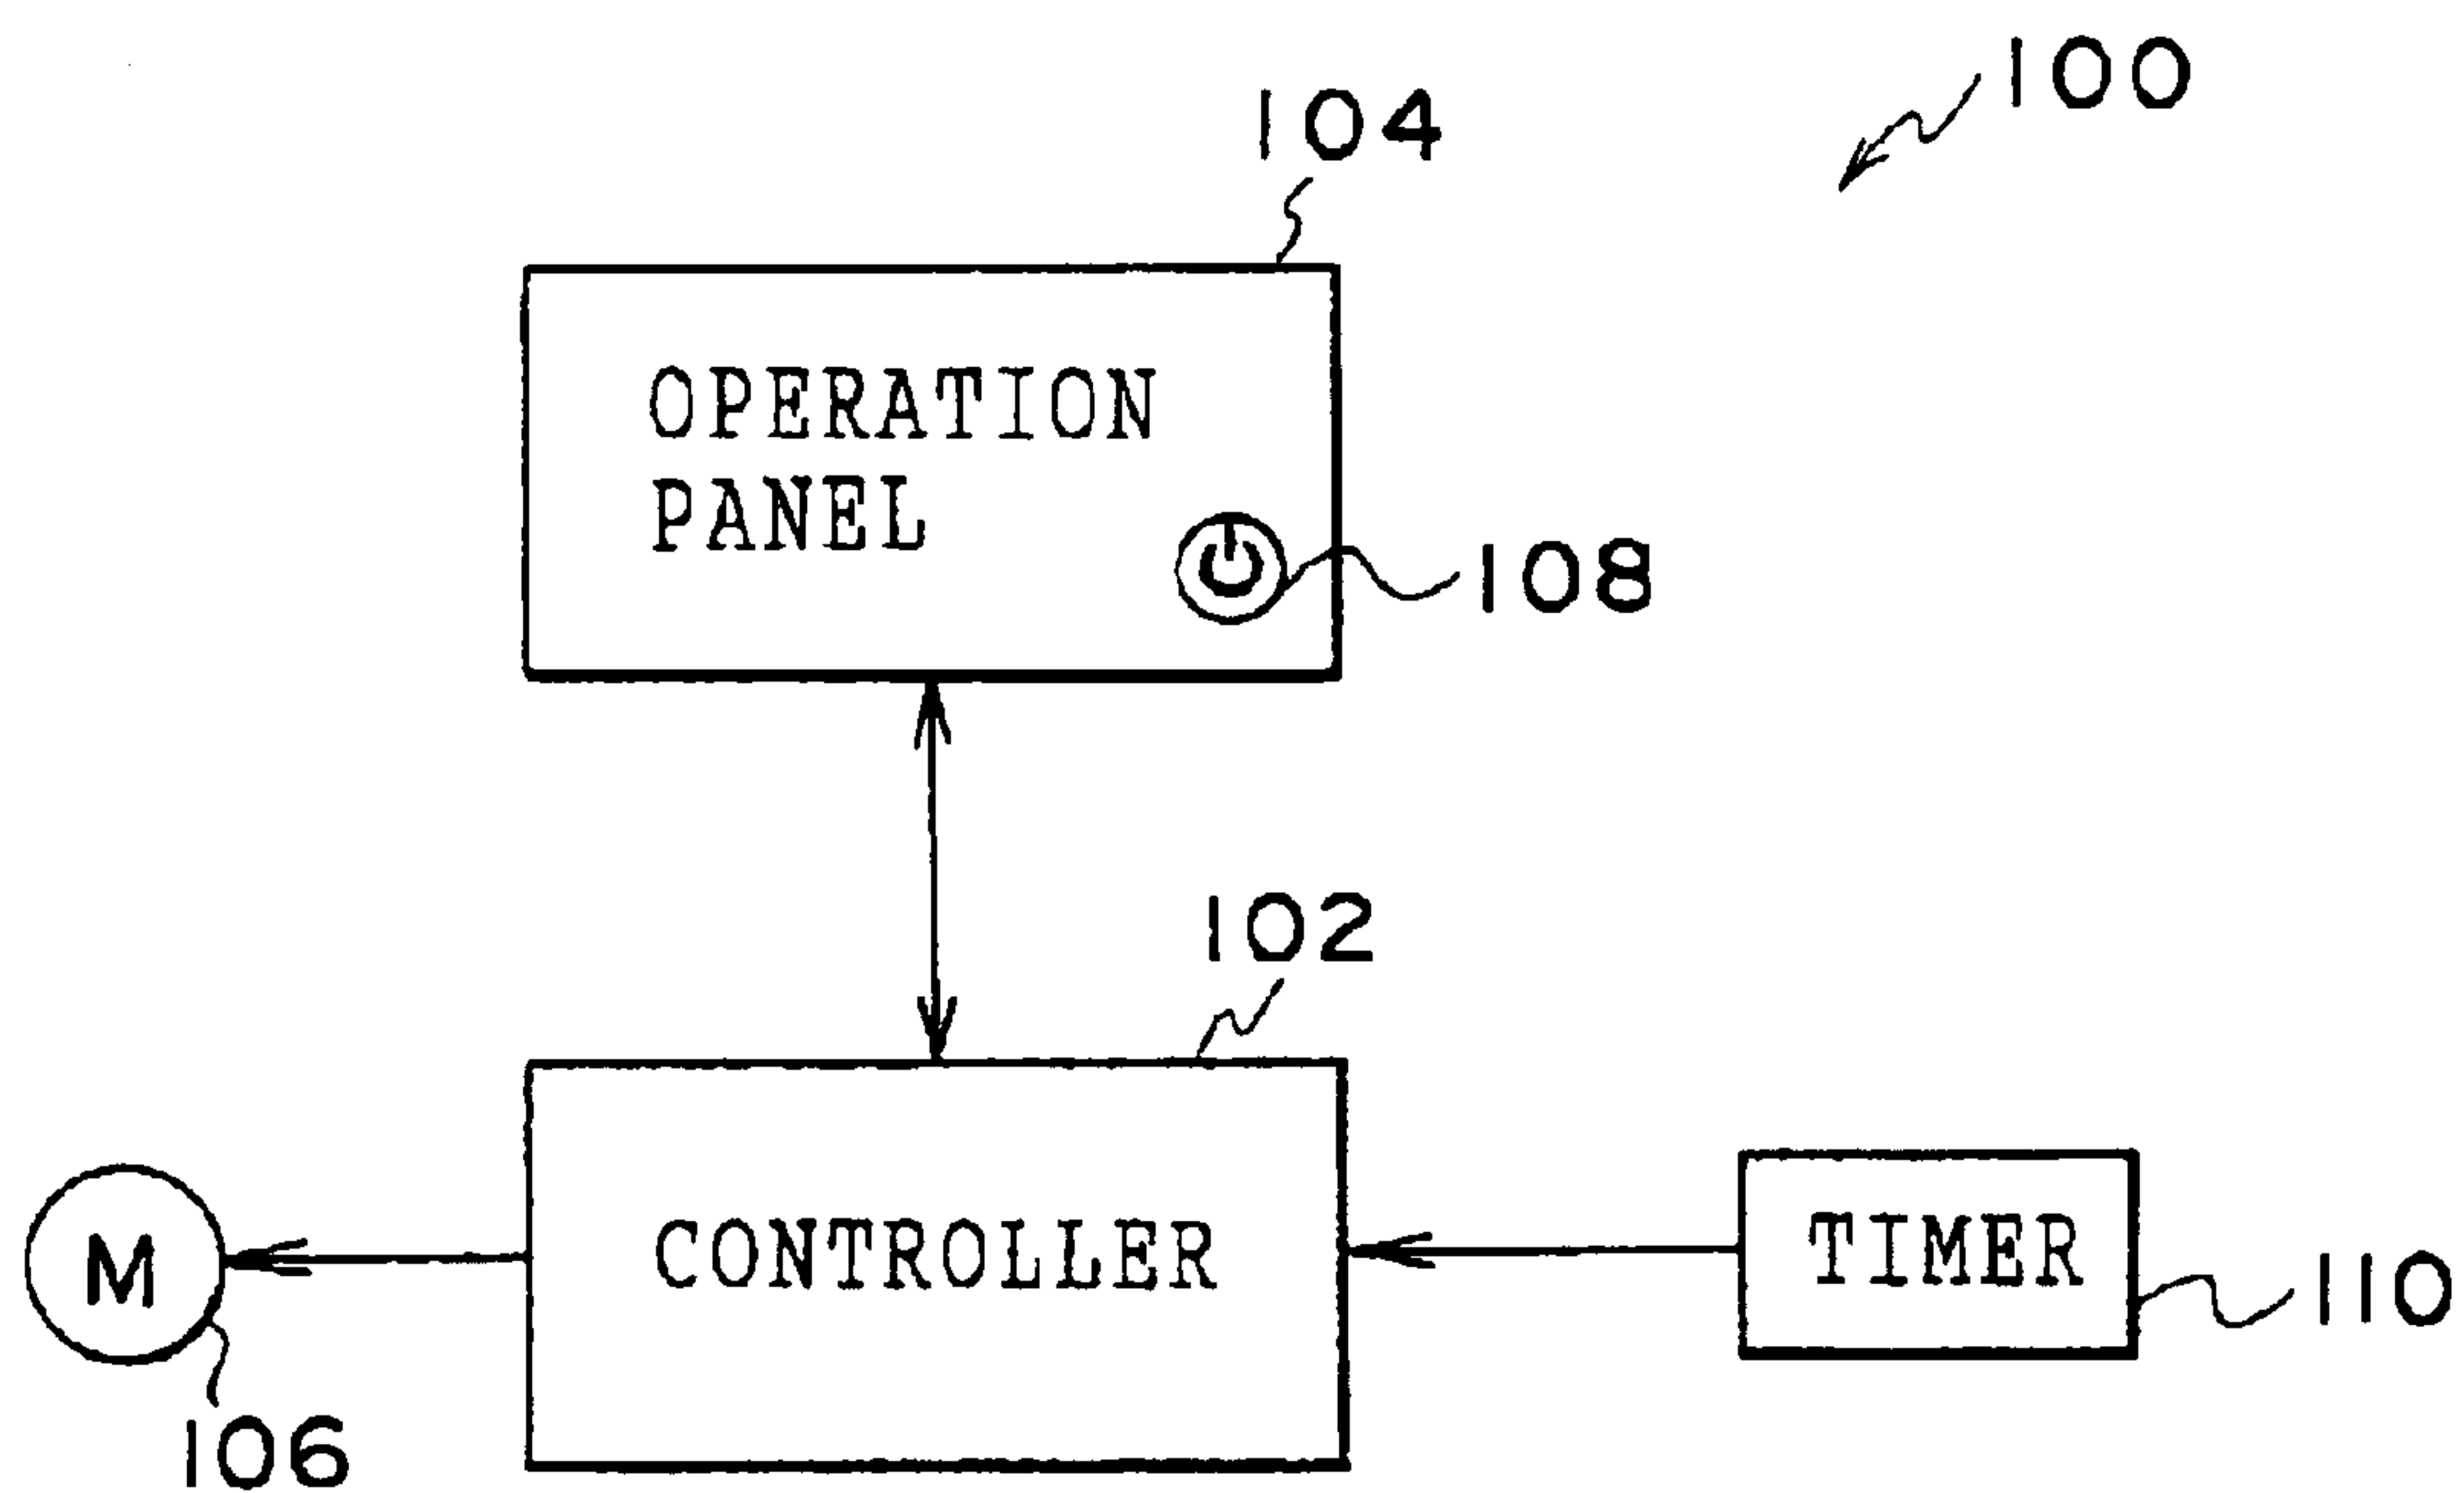 100
104
OPERATION
PANEL
108
102
CONTROLLER
TIMER
M
110
106